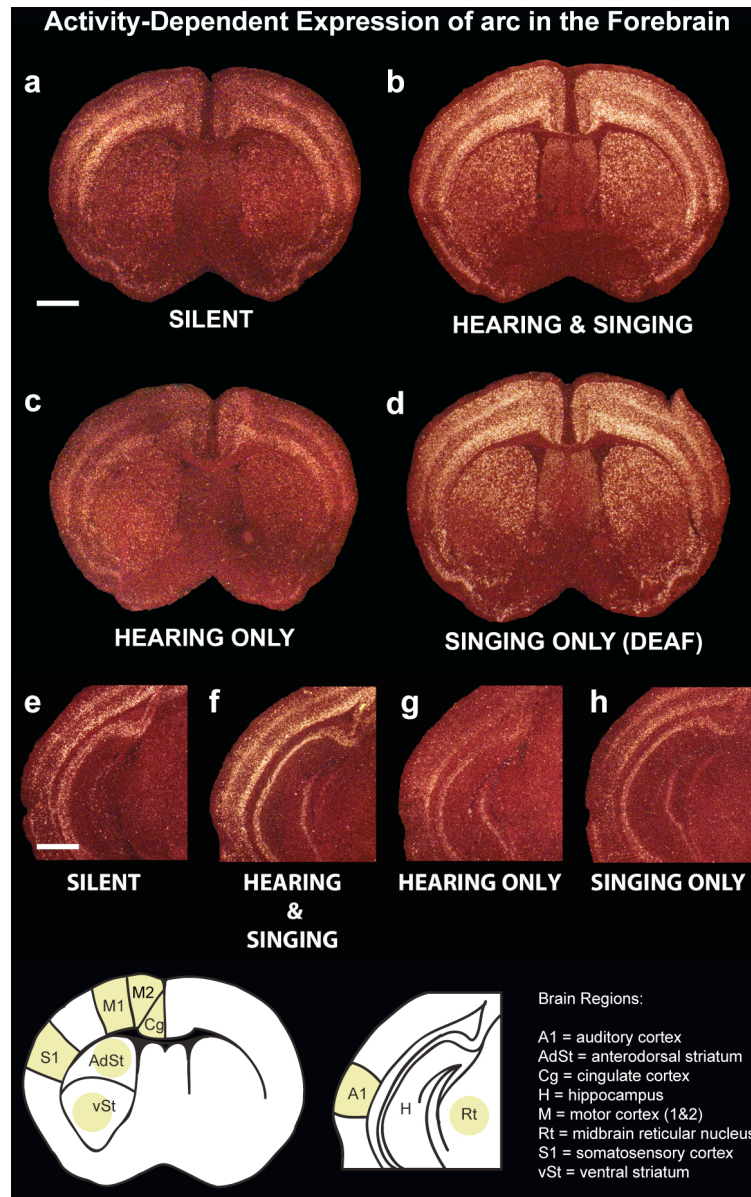 Activity-Dependent Expression of arc in the Forebrain
a
b
SILENT
HEARING & SINGING
c
d
HEARING ONLY
SINGING ONLY (DEAF)
e
f
g
h
SILENT
HEARING
&
SINGING
HEARING ONLY
SINGING ONLY
M1
M2
Cg
S1
AdSt
vSt
A1
H
Rt
Brain Regions:
A1 = auditory cortex
AdSt = anterodorsal striatum
Cg = cingulate cortex
H = hippocampus
M = motor cortex (1&2)
Rt = midbrain reticular nucleus
S1 = somatosensory cortex
vSt = ventral striatum